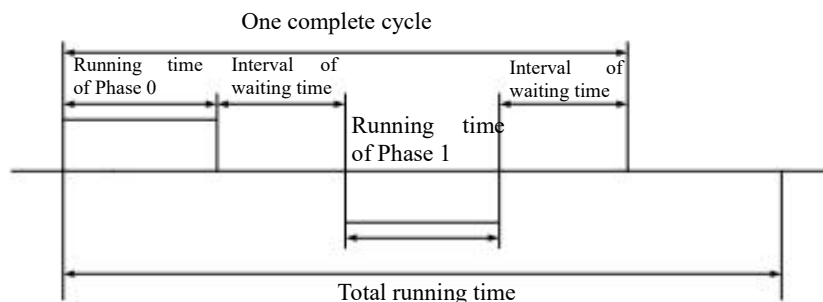 One complete cycle
Running time
of Phase 0
Interval of
waiting time
Interval of
waiting time
Running time
of Phase 1
Total running time